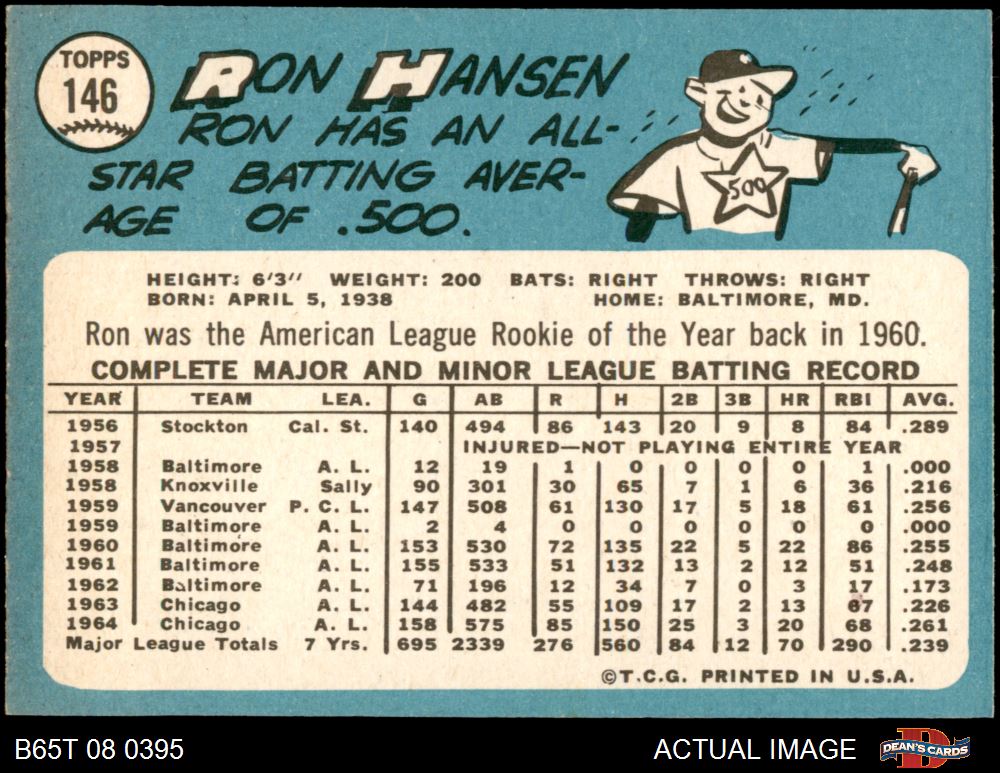 TOPPS
146
RON HANSEN
RON HAS AN ALL-
STAR BATTING AVER-
AGE OF .500.
500
HEIGHT: 6'3" WEIGHT: 200 BATS: RIGHT THROWS: RIGHT
BORN: APRIL 5, 1938 HOME: BALTIMORE, MD.
Ron was the American League Rookie of the Year back in 1960.
COMPLETE MAJOR AND MINOR LEAGUE BATTING RECORD
YEAR TEAM LEA. G AB R H 2B 3B HR RBI AVG.
1956 Stockton Cal. St. 140 494 86 143 20 9 8 84 .289
1957 INJURED—NOT PLAYING ENTIRE YEAR
1958 Baltimore A. L. 12 19 1 0 0 0 0 1 .000
1958 Knoxville Sally 90 301 30 65 7 1 6 36 .216
1959 Vancouver P. C. L. 147 508 61 130 17 5 18 61 .256
1959 Baltimore A. L. 2 4 0 0 0 0 0 0 .000
1960 Baltimore A. L. 153 530 72 135 22 5 22 86 .255
1961 Baltimore A. L. 155 533 51 132 13 2 12 51 .248
1962 Baltimore A. L. 71 196 12 34 7 0 3 17 .173
1963 Chicago A. L. 144 482 55 109 17 2 13 67 .226
1964 Chicago A. L. 158 575 85 150 25 3 20 68 .261
Major League Totals 7 Yrs. 695 2339 276 560 84 12 70 290 .239
©T.C.G. PRINTED IN U.S.A.
B65T 08 0395 ACTUAL IMAGE DEAN'S CARDS